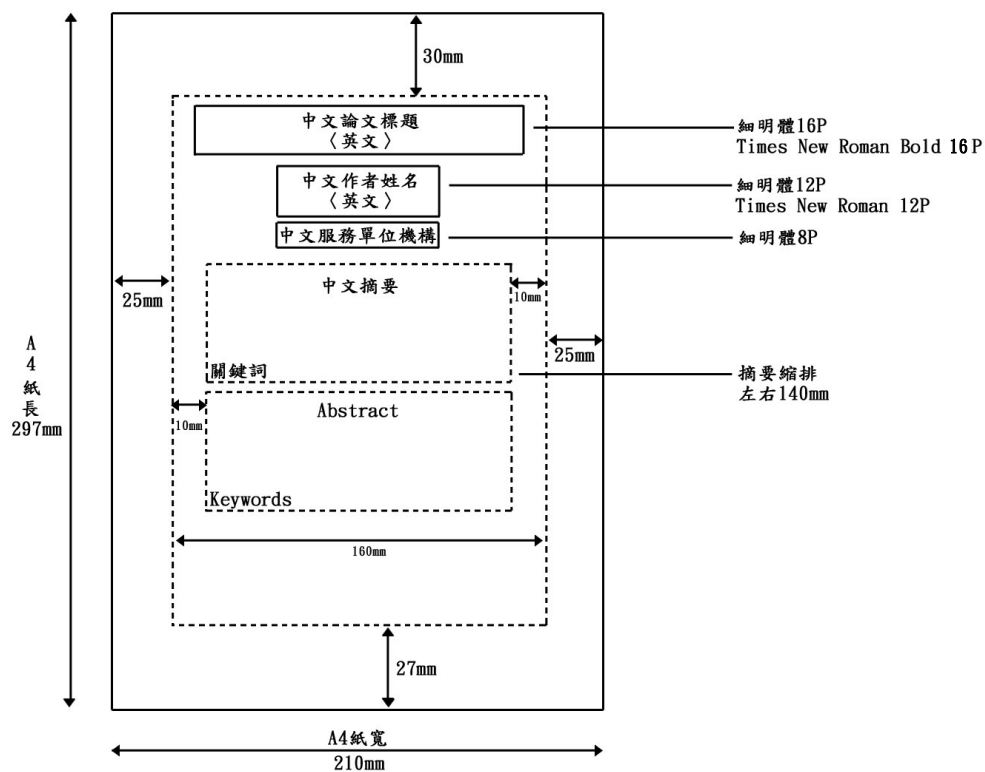 30mm
中文論文標題
〈英文〉
細明體16P
Times New Roman Bold 16P
中文作者姓名
〈英文〉
細明體12P
Times New Roman 12P
中文服務單位機構
細明體8P
中文摘要
25mm
10mm
A
4
紙
長
297mm
25mm
關鍵詞
摘要縮排
左右140mm
10mm
Abstract
Keywords
160mm
27mm
A4紙寬
210mm